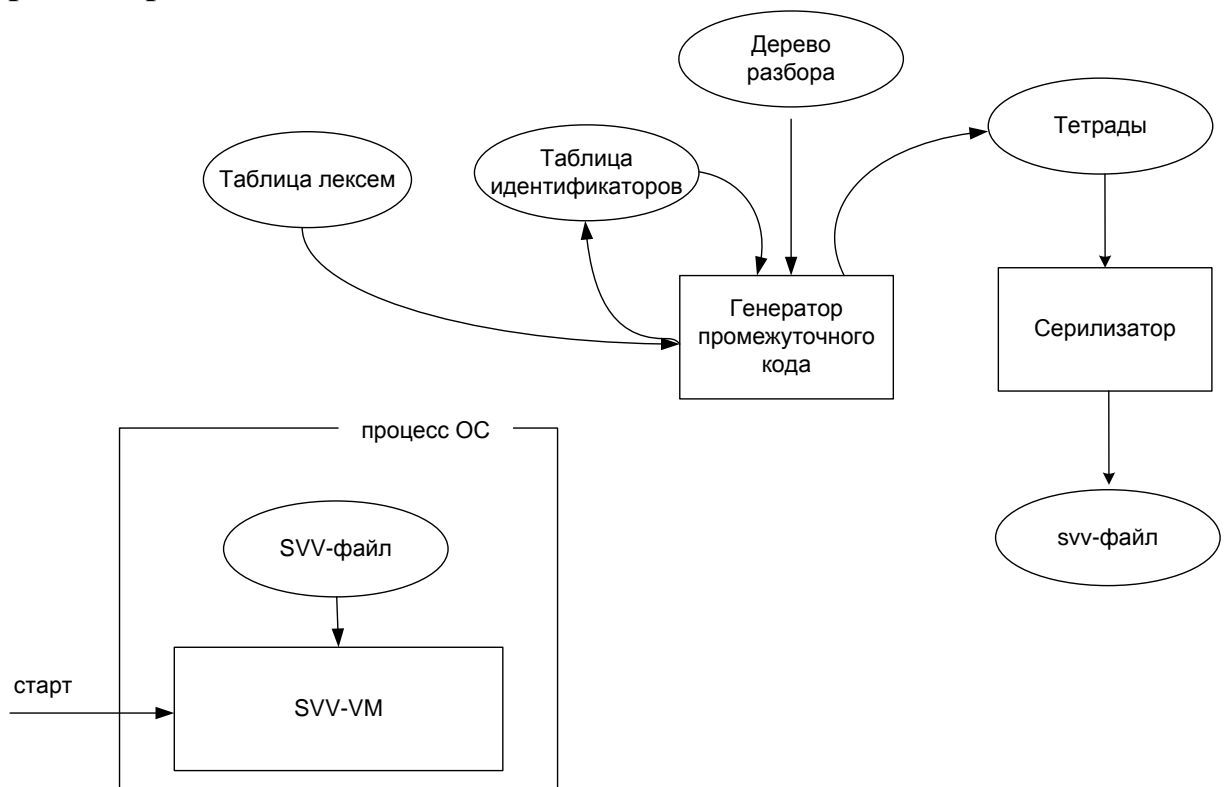 Дерево
разбора
Тетрады
Таблица
идентификаторов
Таблица лексем
Генератор
промежуточного
кода
Серилизатор
процесс ОС
SVV-файл
svv-файл
старт
SVV-VM